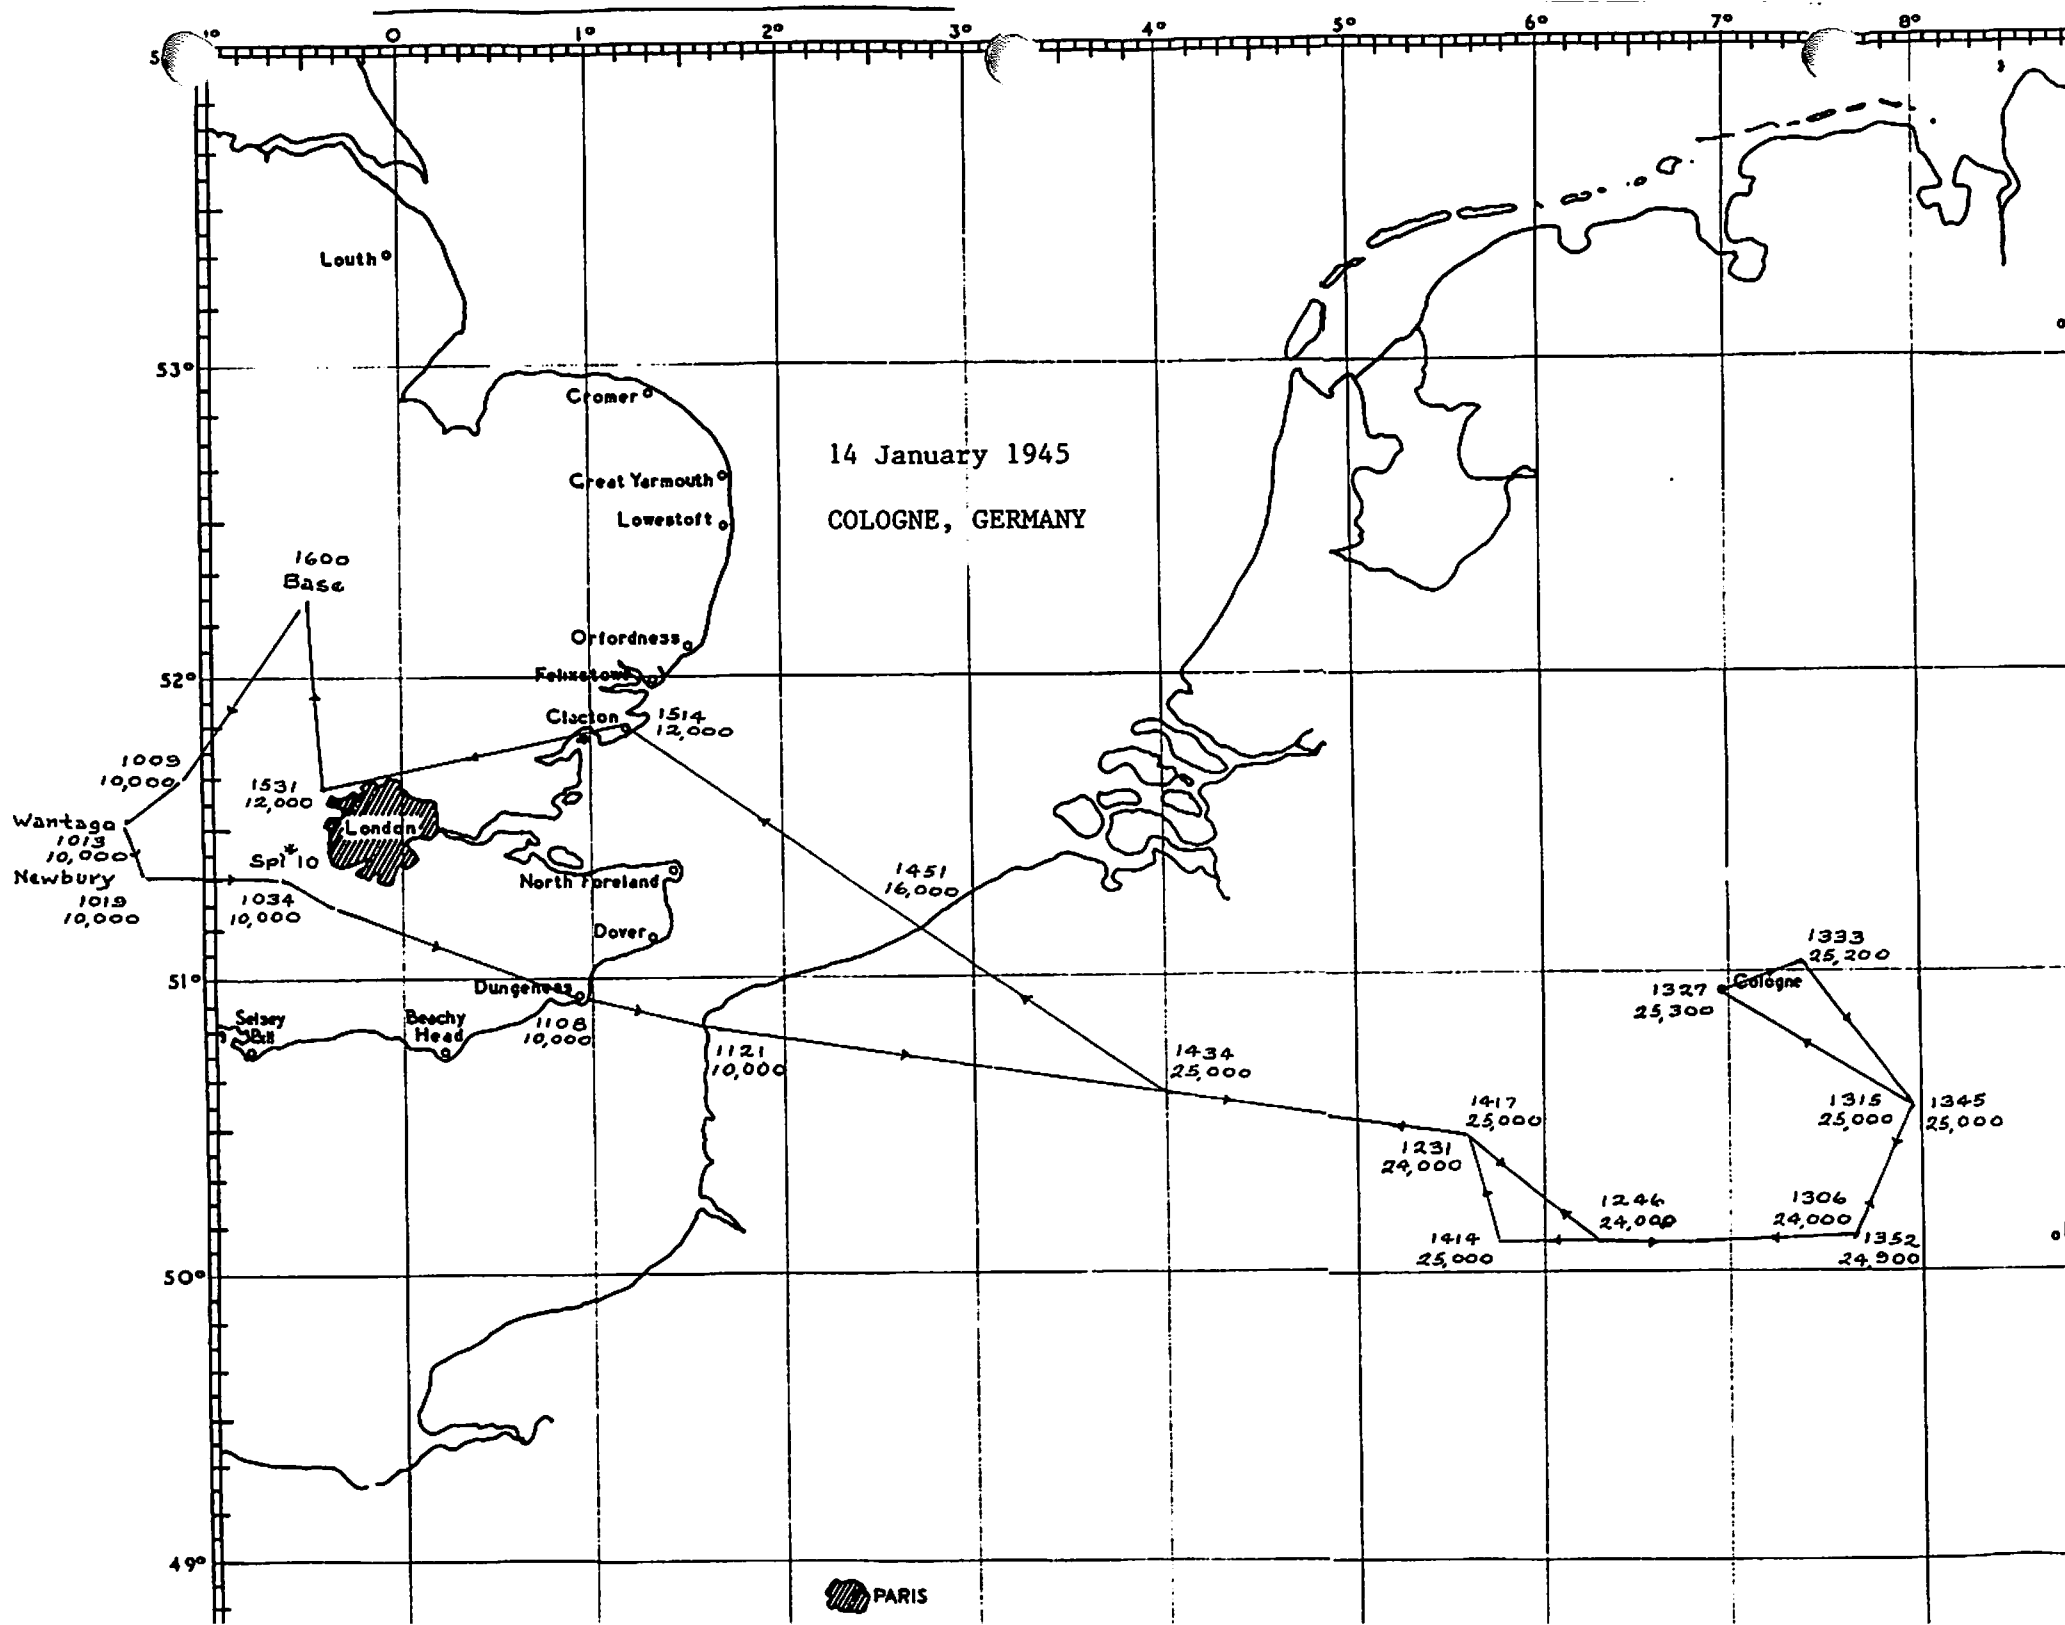 1°
0°
1°
2°
3°
4°
5°
6°
7°
8°
Louth
53°
Cromer
14 January 1945
Great Yarmouth
COLOGNE, GERMANY
Lowestoft
1600
Base
Orfordness
52°
Felixstowe
Clacton
1514
12,000
1009
10,000
1531
12,000
Wantage
1013
10,000
London
Spl*10
Newbury
1019
10,000
1034
10,000
North Foreland
1451
16,000
Dover
1333
25,200
51°
Dungeness
Cologne
1327
25,300
Selsey
Bill
Beachy
Head
1108
10,000
1121
10,000
1434
25,000
1417
25,000
1315
25,000
1345
25,000
1231
24,000
1246
24,000
1306
24,000
1414
25,000
1352
24,900
50°
49°
PARIS